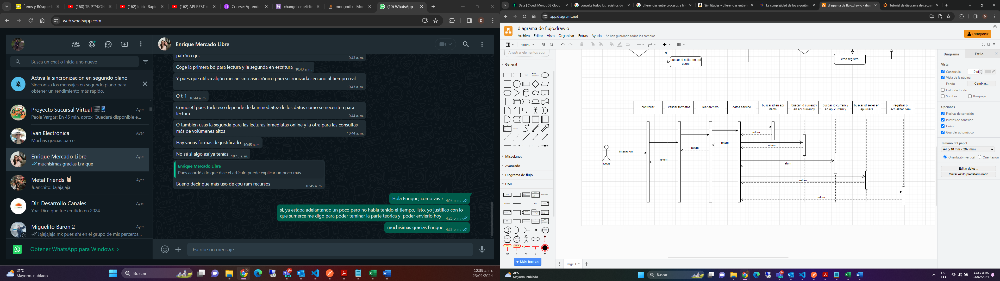 Ítems y Búsqued
(160) TRIPTYKON
(162) Inicio Rapi
(162) API REST co
Course: Aprende
changellemelidi
mongodb - Mon
(10) WhatsApp
web.whatsapp.com
Busca un chat o inicia uno nuevo
Activa la sincronización en segundo plano
Sincroniza los mensajes en segundo plano para
obtener un rendimiento más rápido.
Proyecto Sucursal Virtual
Ayer
Paola Vargas: En 45 min. aprox. Quedará disponible e...
Ivan Electrónica
Ayer
Muchas gracias parce
Enrique Mercado Libre
Ayer
muchisimas gracias Enrique
Metal Friends 🤘🏻
Ayer
Juanchito: Jajajajaja
Dir. Desarrollo Canales
Ayer
Yoa: Dice que fue emitido en 2024
Miguelito Baron 2
Ayer
Jajajajaja mk pues ahí en el grupo de mis parceros...
Obtener WhatsApp para Windows
Enrique Mercado Libre
patrón cqrs
10:43 a. m.
Coge la primera bd para lectura y la segunda en escritura 10:43 a. m.
Y pues que utiliza algún mecanismo asincrónico para si cronizarla cercano al tiempo real
10:43 a. m.
O t-1 10:44 a. m.
Como.etl pues todo eso depende de la inmediatez de los datos como se necesiten para
lectura
10:44 a. m.
O también usas la segunda para las lecturas inmediatas online y la otra para las consultas
más de volúmenes altos
10:44 a. m.
Hay varias formas de justificarlo 10:45 a. m.
No sé si algo así ya tenías 10:45 a. m.
Enrique Mercado Libre
Pues acordé a lo que dice el artículo puede explicar un poco más
Bueno decir que más uso de cpu ram recursos
10:45 a. m.
Hola Enrique, como vas ? 4:24 p. m.
si, ya estaba adelantando un poco pero no habia tenido el tiempo, listo, yo justifico con lo
que sumerce me digo para poder teminar la parte teorica y poder envierlo hoy 4:25 p. m.
muchisimas gracias Enrique 4:25 p. m.
Escribe un mensaje
21°C
Mayorm. nublado
Buscar
12:39 a. m.
23/02/2024
Data | Cloud: MongoDB Cloud
consulta todos los registros de
diferencias entre procesos e hil
Similitudes y diferencias entre l
La complejidad de los algoritm
diagrama de flujo.drawio - draw
Tutorial de diagrama de secuen
app.diagrams.net
diagrama de flujo.drawio
Archivo Editar Vista Organizar Extras Ayuda Se han guardado todos los cambios
Compartir
100%
Arrastrar elementos aquí
General
Miscelánea
Avanzado
Diagrama de flujo
UML
+ Más formas
si
buscar id seller en api
users
crea registro
controller
validar formatos
leer archivo
datos service
buscar id en api
items
buscar id currency
en api currency
buscar id currency
en api currency
buscar id seller en
api users
registrar o
actualizar item
return
return
return
return
interacion
return
return
return
return
Actor
Page-1
Diagrama
Estilo
Vista
Cuadrícula
10 pt
Vista de la página
Fondo
Cambiar...
Color de fondo
Sombra
Bosquejo
Opciones
Flechas de conexión
Puntos de conexión
Guías
Guardar automático
Tamaño del papel
A4 (210 mm x 297 mm)
Orientación vertical
Orientación
Editar datos...
Quitar estilo predeterminado
21°C
Mayorm. nublado
Buscar
ESP
LAA
12:39 a. m.
23/02/2024